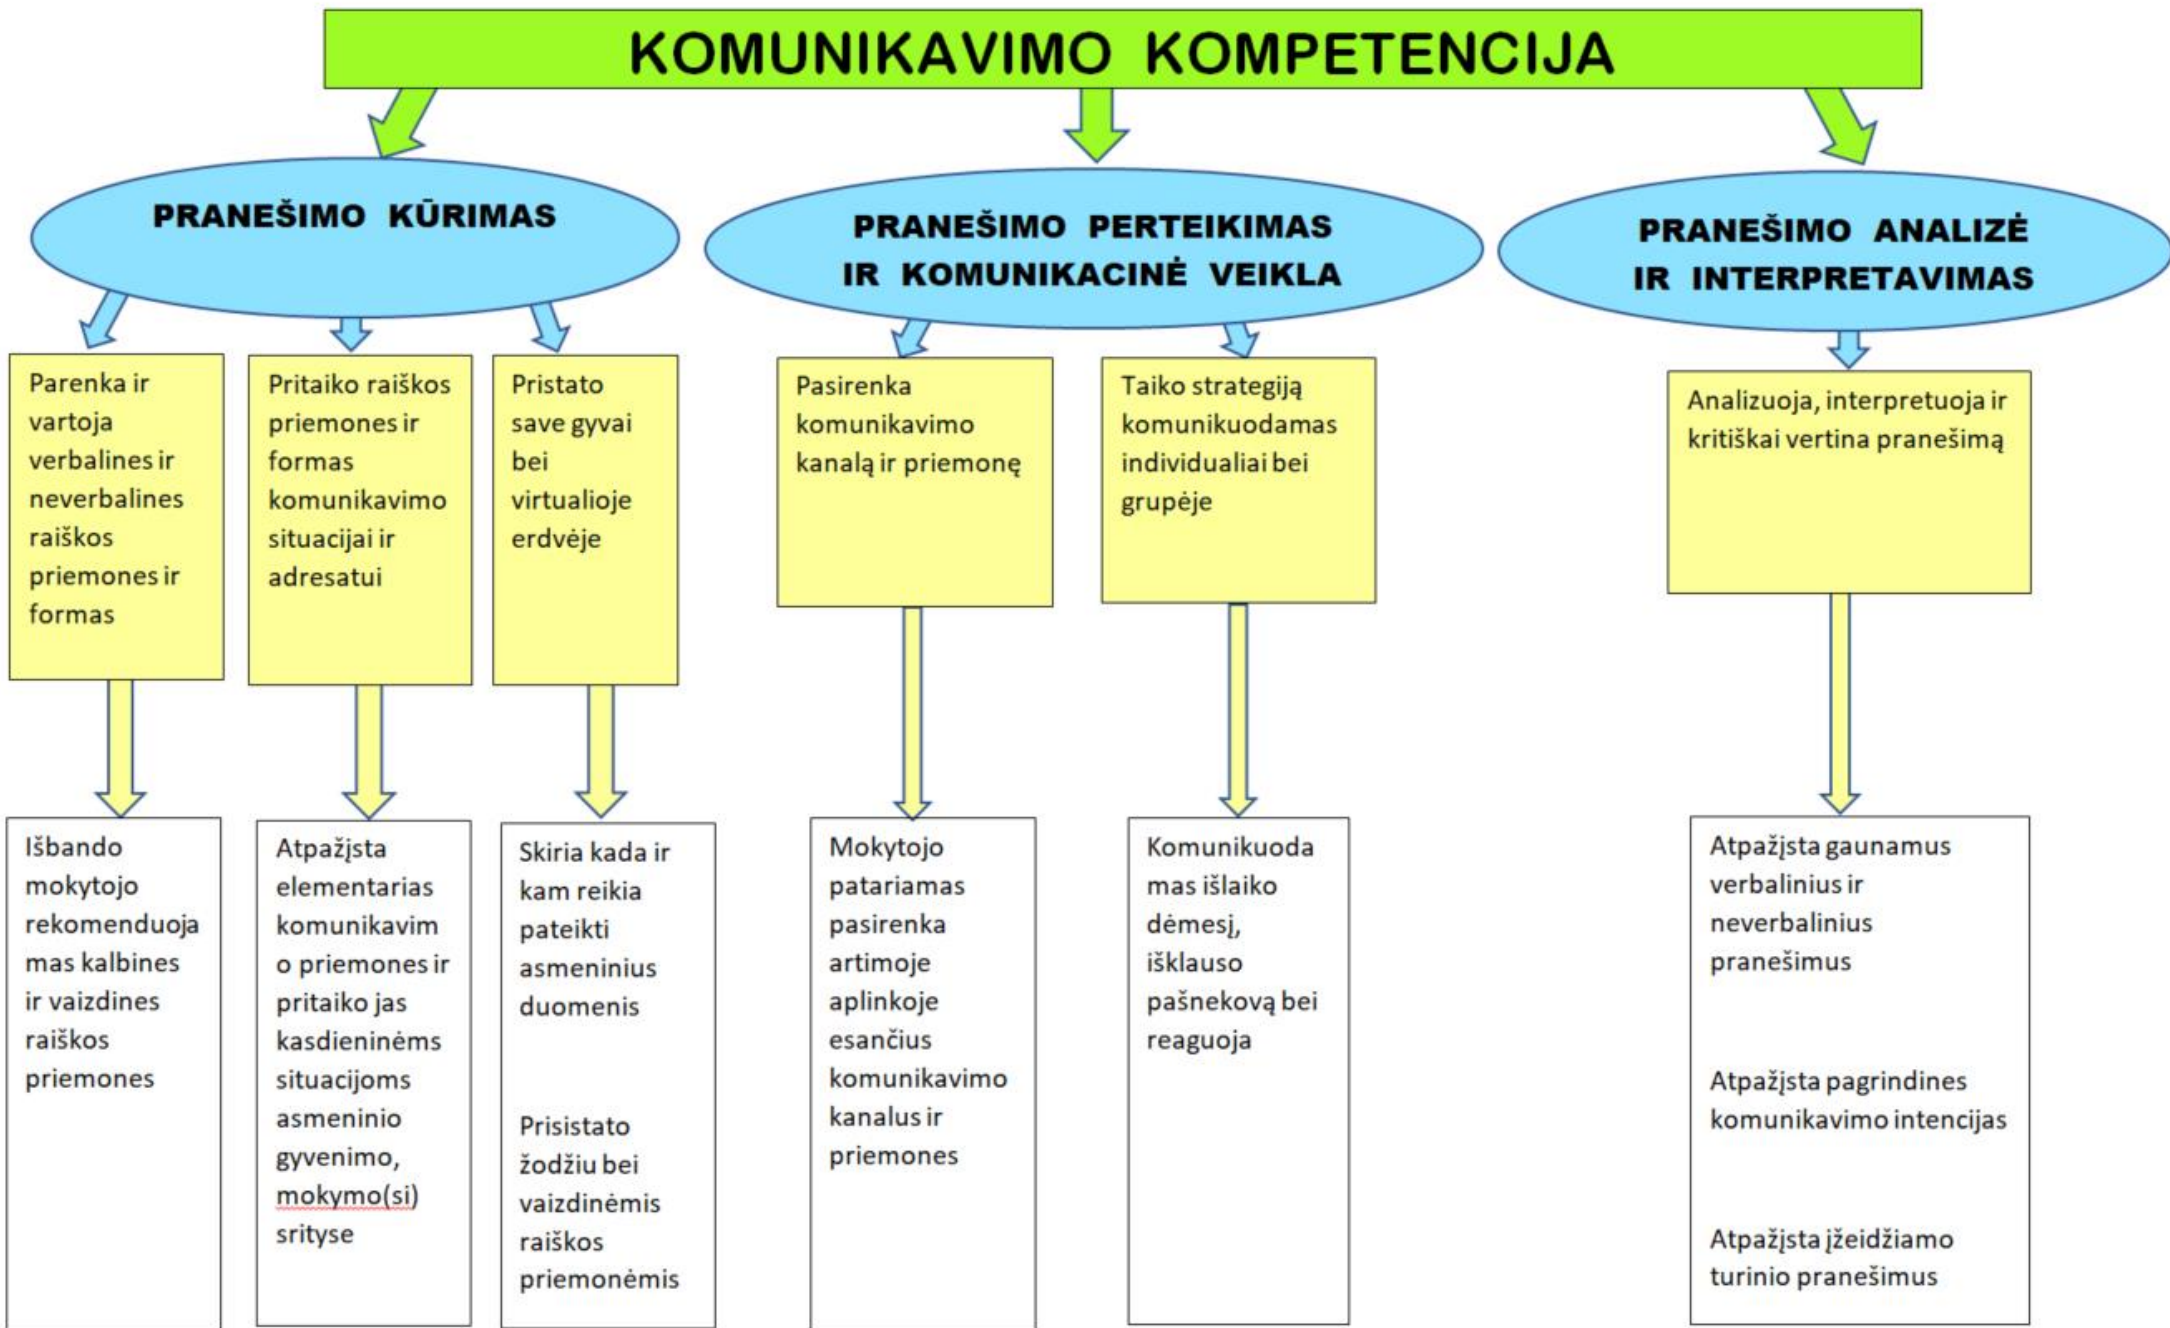 KOMUNIKAVIMO KOMPETENCIJA
PRANEŠIMO KŪRIMAS
PRANEŠIMO PERTEIKIMAS
IR KOMUNIKACINĖ VEIKLA
PRANEŠIMO ANALIZĖ
IR INTERPRETAVIMAS
Parenka ir
vartoja
verbalines ir
neverbalines
raiškos
priemones ir
formas
Pritaiko raiškos
priemones ir
formas
komunikavimo
situacijai ir
adresatui
Pristato
save gyvai
bei
virtualioje
erdvėje
Pasirenka
komunikavimo
kanalą ir priemonę
Taiko strategiją
komunikuodamas
individualiai bei
grupėje
Analizuoja, interpretuoja ir
kritiškai vertina pranešimą
Išbando
mokytojo
rekomenduoja
mas kalbines
ir vaizdines
raiškos
priemones
Atpažįsta
elementarias
komunikavim
o priemones ir
pritaiko jas
kasdieninėms
situacijoms
asmeninio
gyvenimo,
mokymo(si)
srityse
Skiria kada ir
kam reikia
pateikti
asmeninius
duomenis
Prisistato
žodžiu bei
vaizdinėmis
raiškos
priemonėmis
Mokytojo
patariamas
pasirenka
artimoje
aplinkoje
esančius
komunikavimo
kanalus ir
priemones
Komunikuoda
mas išlaiko
dėmesį,
išklauso
pašnekovą bei
reaguoja
Atpažįsta gaunamus
verbalinius ir
neverbalinius
pranešimus
Atpažįsta pagrindines
komunikavimo intencijas
Atpažįsta įžeidžiamo
turinio pranešimus